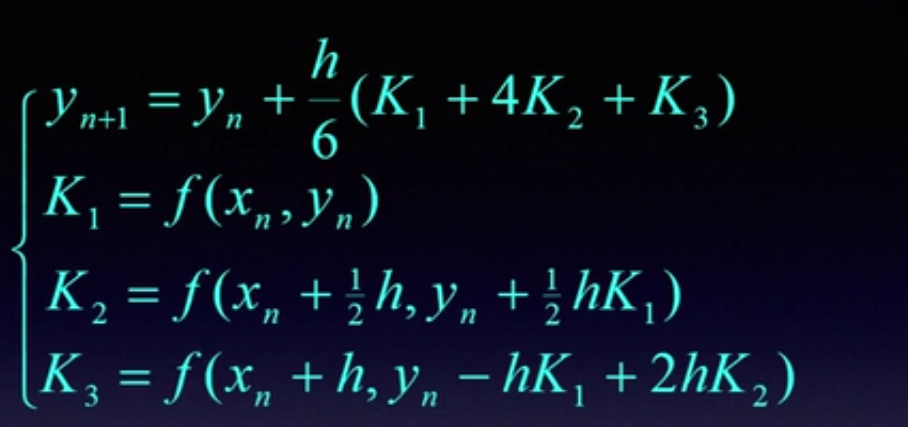 y_{n+1} = y_n + \frac{h}{6}(K_1 + 4K_2 + K_3)
K_1 = f(x_n, y_n)
K_2 = f(x_n + \frac{1}{2}h, y_n + \frac{1}{2}hK_1)
K_3 = f(x_n + h, y_n - hK_1 + 2hK_2)